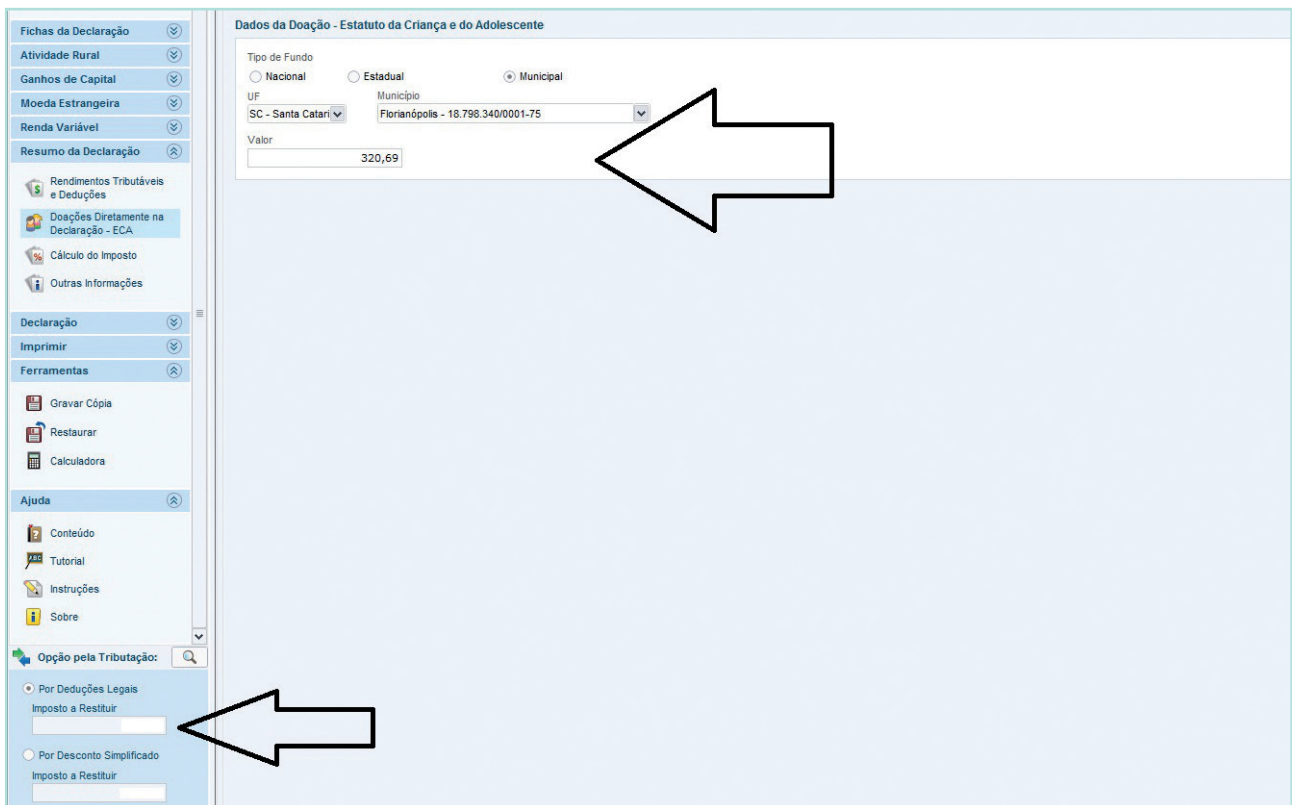 Fichas da Declaração
Atividade Rural
Ganhos de Capital
Moeda Estrangeira
Renda Variável
Resumo da Declaração
Rendimentos Tributáveis
e Deduções
Doações Diretamente na
Declaração - ECA
Cálculo do Imposto
Outras Informações
Declaração
Imprimir
Ferramentas
Gravar Cópia
Restaurar
Calculadora
Ajuda
Conteúdo
Tutorial
Instruções
Sobre
Opção pela Tributação:
Por Deduções Legais
Imposto a Restituir
Por Desconto Simplificado
Imposto a Restituir
Dados da Doação - Estatuto da Criança e do Adolescente
Tipo de Fundo
Nacional Estadual Municipal
UF Município
SC - Santa Catari Florianópolis - 18.798.340/0001-75
Valor
320,69